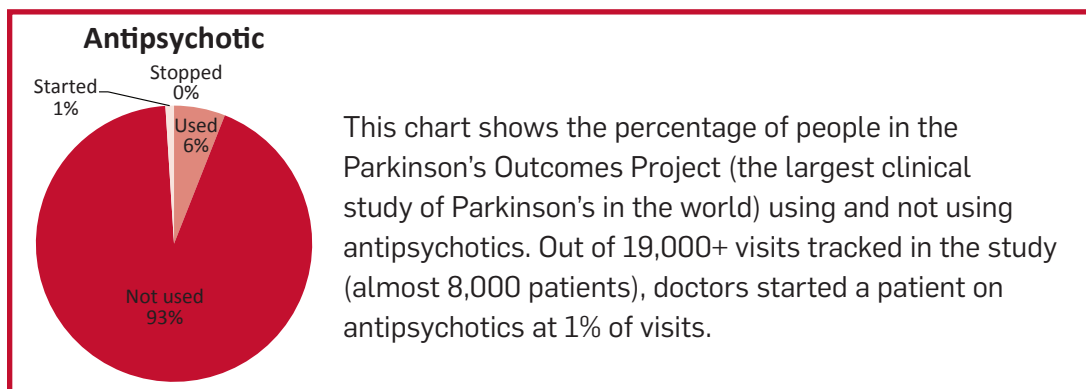 Antipsychotic
Stopped
0%
Started
1%
Used
6%
Not used
93%
This chart shows the percentage of people in the
Parkinson’s Outcomes Project (the largest clinical
study of Parkinson’s in the world) using and not using
antipsychotics. Out of 19,000+ visits tracked in the study
(almost 8,000 patients), doctors started a patient on
antipsychotics at 1% of visits.